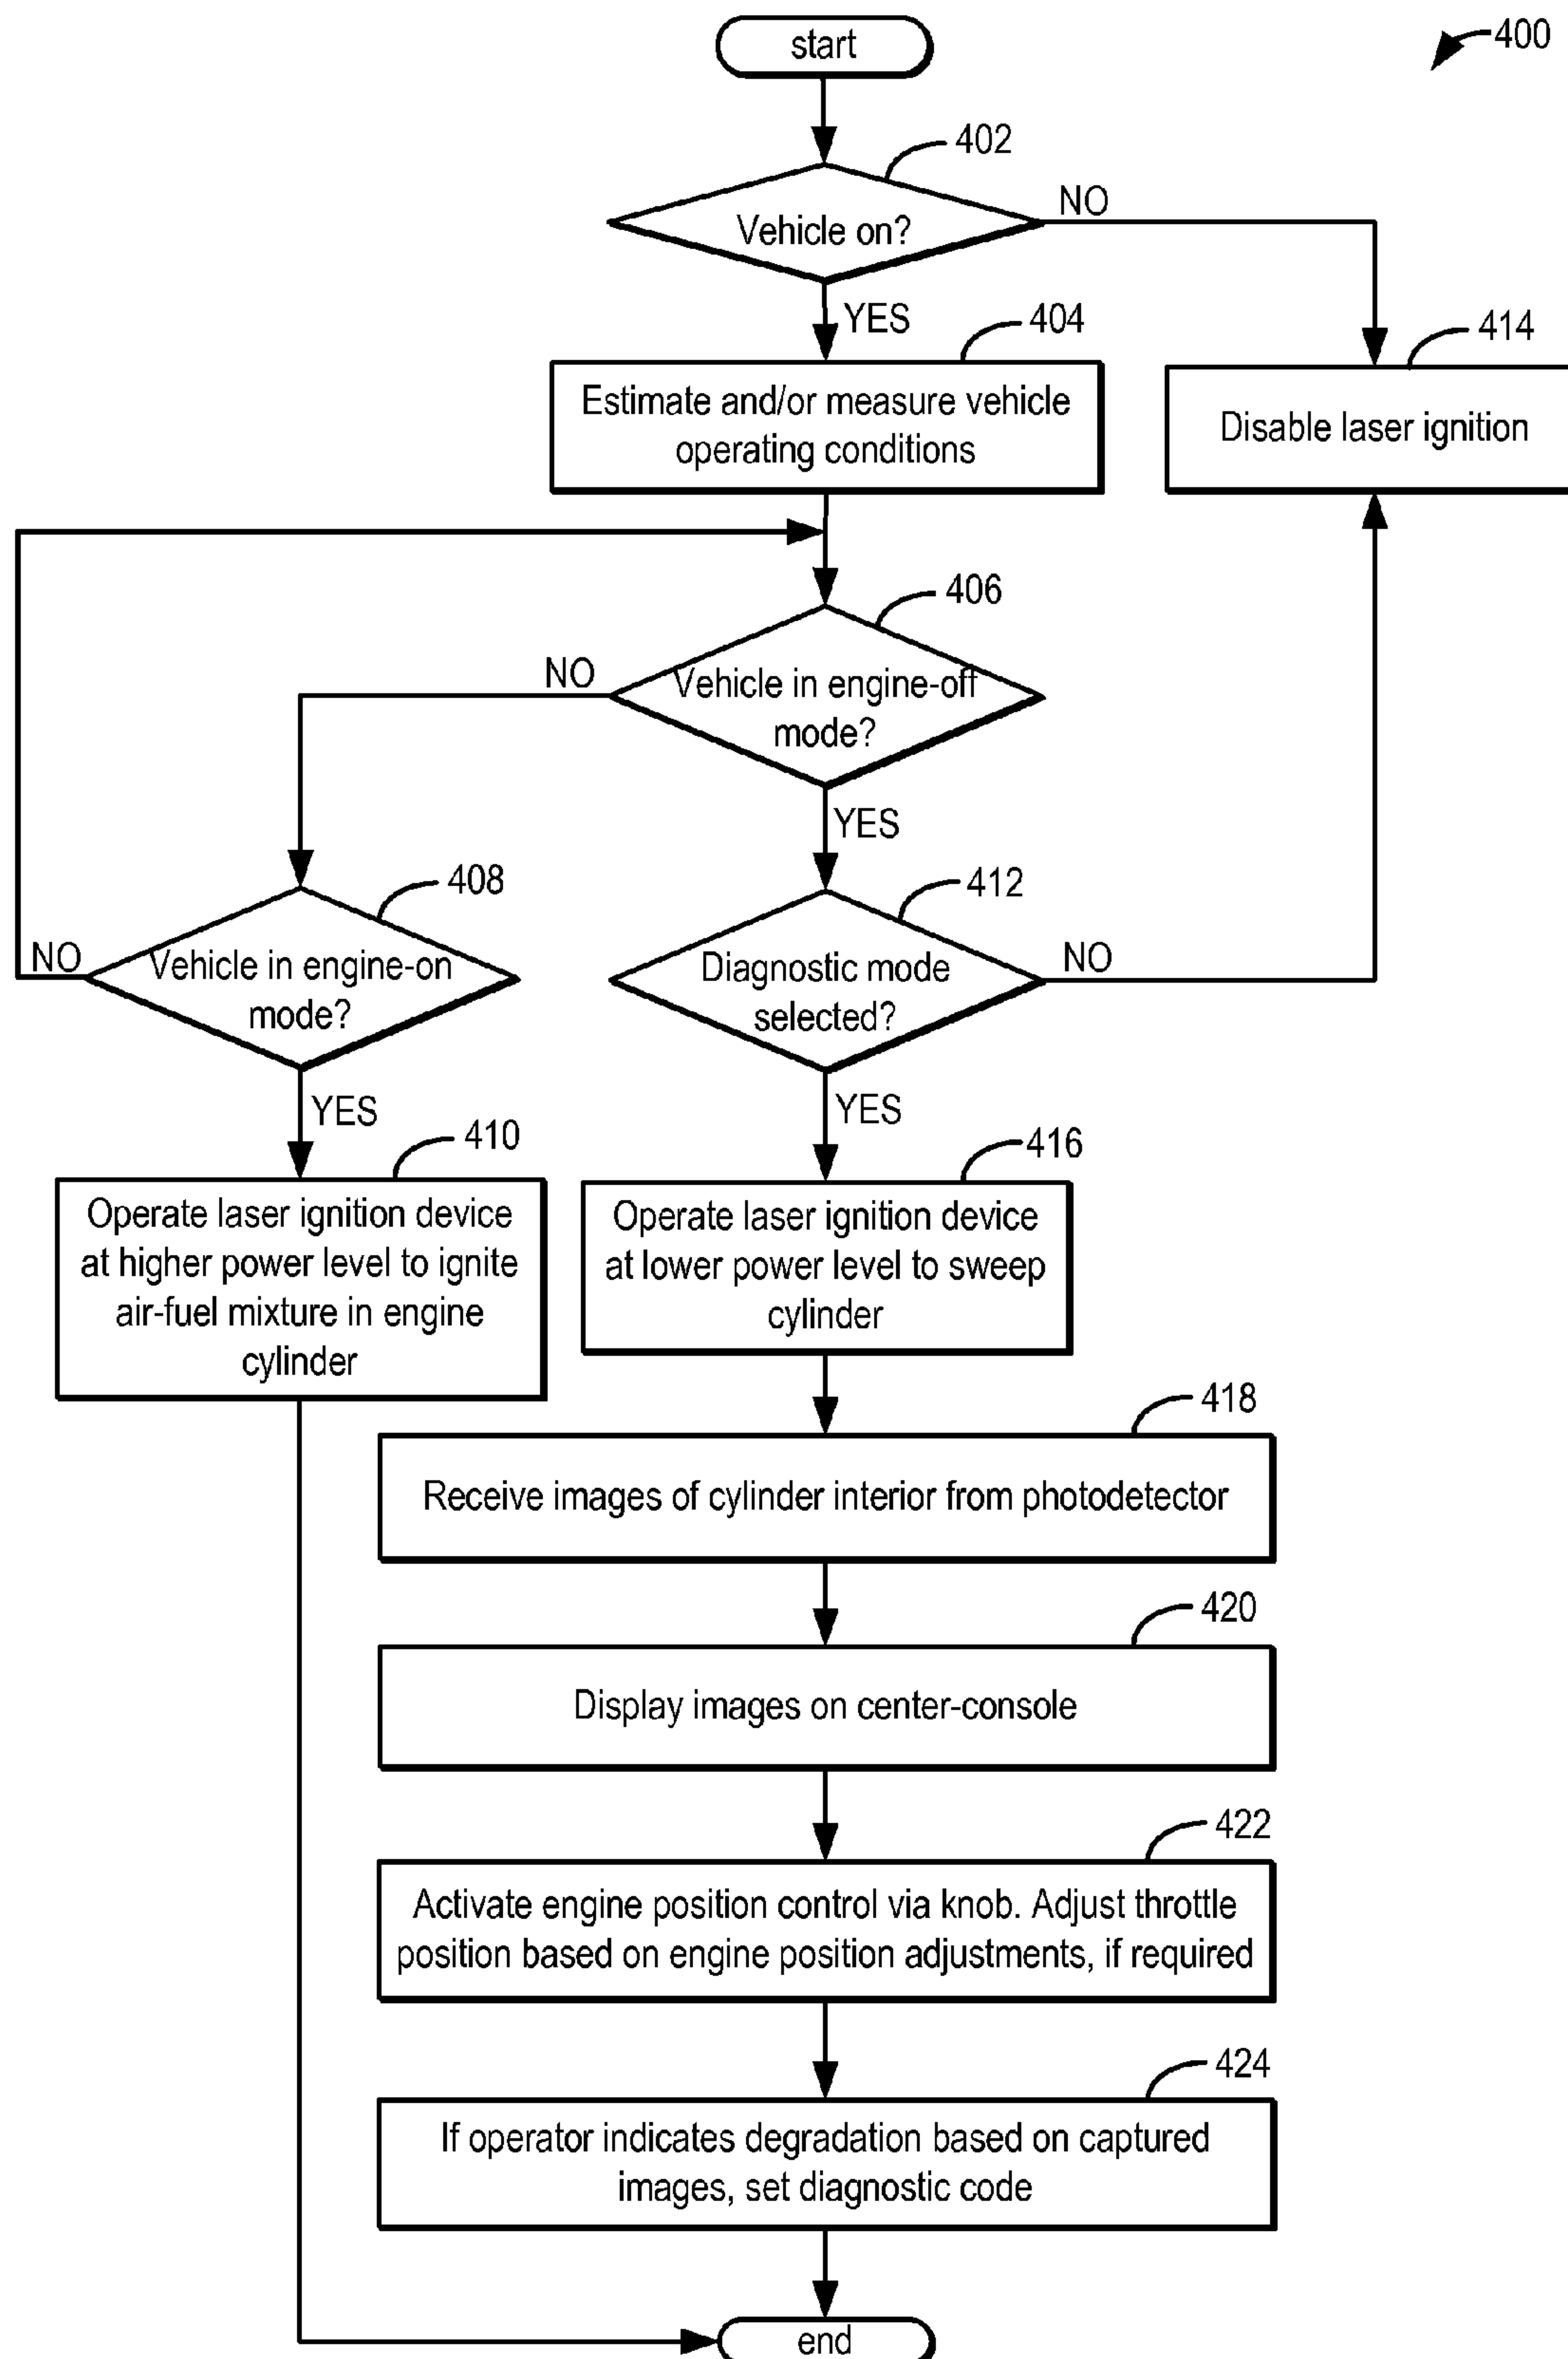 start
400
402
Vehicle on?
NO
YES
404
Estimate and/or measure vehicle
operating conditions
414
Disable laser ignition
406
Vehicle in engine-off
mode?
NO
YES
408
Vehicle in engine-on
mode?
NO
YES
412
Diagnostic mode
selected?
NO
YES
410
Operate laser ignition device
at higher power level to ignite
air-fuel mixture in engine
cylinder
416
Operate laser ignition device
at lower power level to sweep
cylinder
418
Receive images of cylinder interior from photodetector
420
Display images on center-console
422
Activate engine position control via knob. Adjust throttle
position based on engine position adjustments, if required
424
If operator indicates degradation based on captured
images, set diagnostic code
end